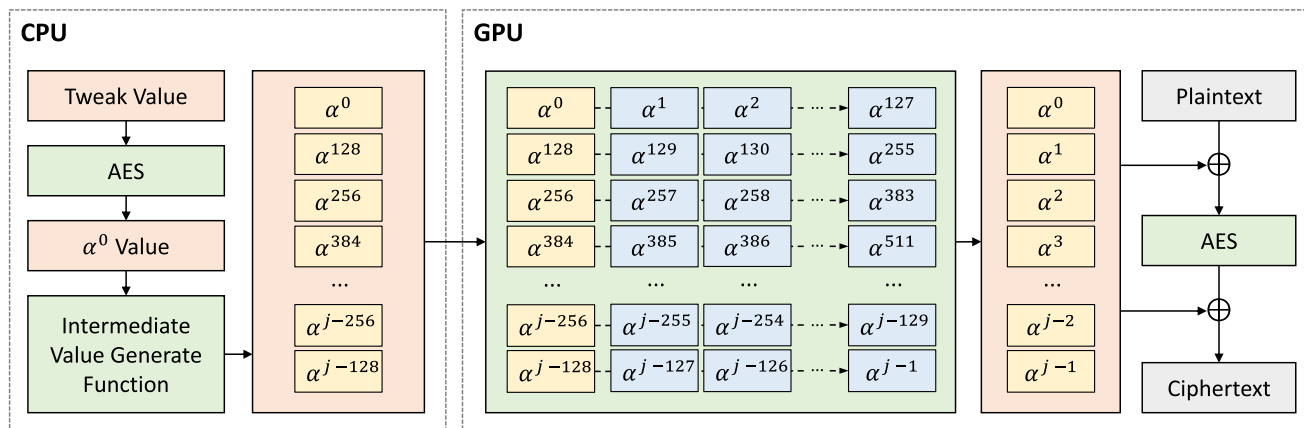 CPU
Tweak Value
AES
α⁰ Value
Intermediate
Value Generate
Function
α⁰
α¹²⁸
α²⁵⁶
α³⁸⁴
...
α^{j−256}
α^{j−128}
GPU
α⁰ α¹ α² ... α¹²⁷
α¹²⁸ α¹²⁹ α¹³⁰ ... α²⁵⁵
α²⁵⁶ α²⁵⁷ α²⁵⁸ ... α³⁸³
α³⁸⁴ α³⁸⁵ α³⁸⁶ ... α⁵¹¹
... ... ... ...
α^{j−256} α^{j−255} α^{j−254} ... α^{j−129}
α^{j−128} α^{j−127} α^{j−126} ... α^{j−1}
α⁰
α¹
α²
α³
...
α^{j−2}
α^{j−1}
Plaintext
AES
Ciphertext